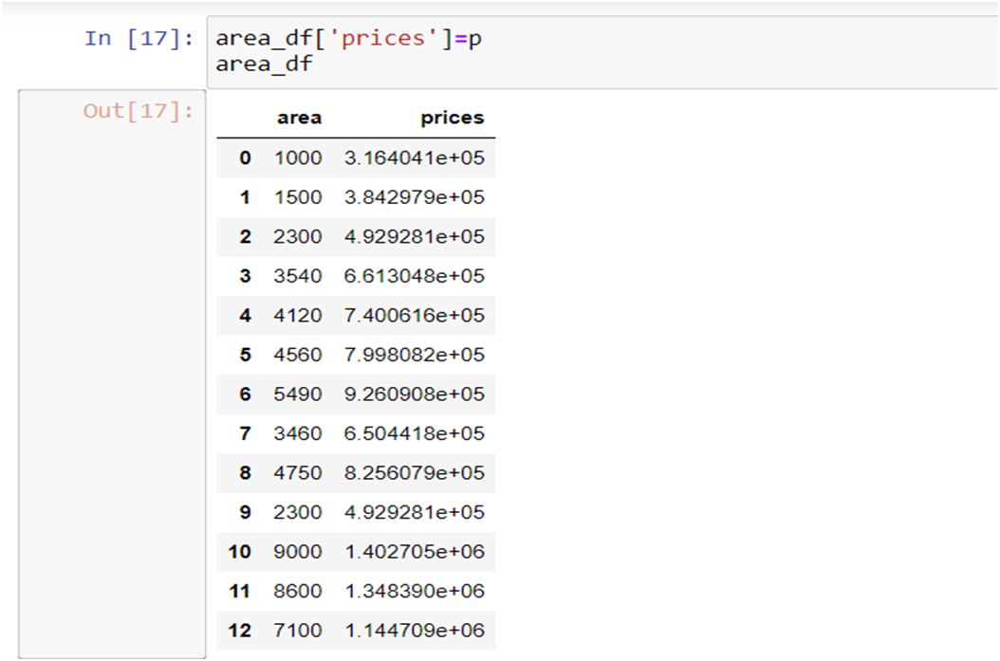 In [17]: area_df['prices']=p
area_df
Out[17]:
area prices
0 1000 3.164041e+05
1 1500 3.842979e+05
2 2300 4.929281e+05
3 3540 6.613048e+05
4 4120 7.400616e+05
5 4560 7.998082e+05
6 5490 9.260908e+05
7 3460 6.504418e+05
8 4750 8.256079e+05
9 2300 4.929281e+05
10 9000 1.402705e+06
11 8600 1.348390e+06
12 7100 1.144709e+06